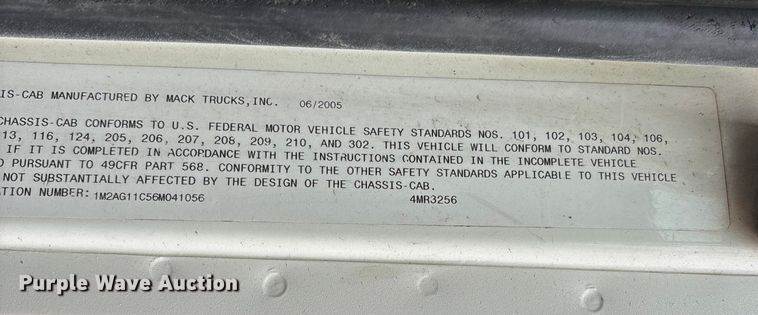 IS-CAB MANUFACTURED BY MACK TRUCKS, INC. 06/2005
CHASSIS-CAB CONFORMS TO U.S. FEDERAL MOTOR VEHICLE SAFETY STANDARDS NOS. 101, 102, 103, 104, 106,
13, 116, 124, 205, 206, 207, 208, 209, 210, AND 302. THIS VEHICLE WILL CONFORM TO STANDARD NOS.
IF IT IS COMPLETED IN ACCORDANCE WITH THE INSTRUCTIONS CONTAINED IN THE INCOMPLETE VEHICLE
D PURSUANT TO 49CFR PART 568. CONFORMITY TO THE OTHER SAFETY STANDARDS APPLICABLE TO THIS VEHICLE
NOT SUBSTANTIALLY AFFECTED BY THE DESIGN OF THE CHASSIS-CAB.
ATION NUMBER: 1M2AG11C56M041056 4MR3256
Purple Wave Auction